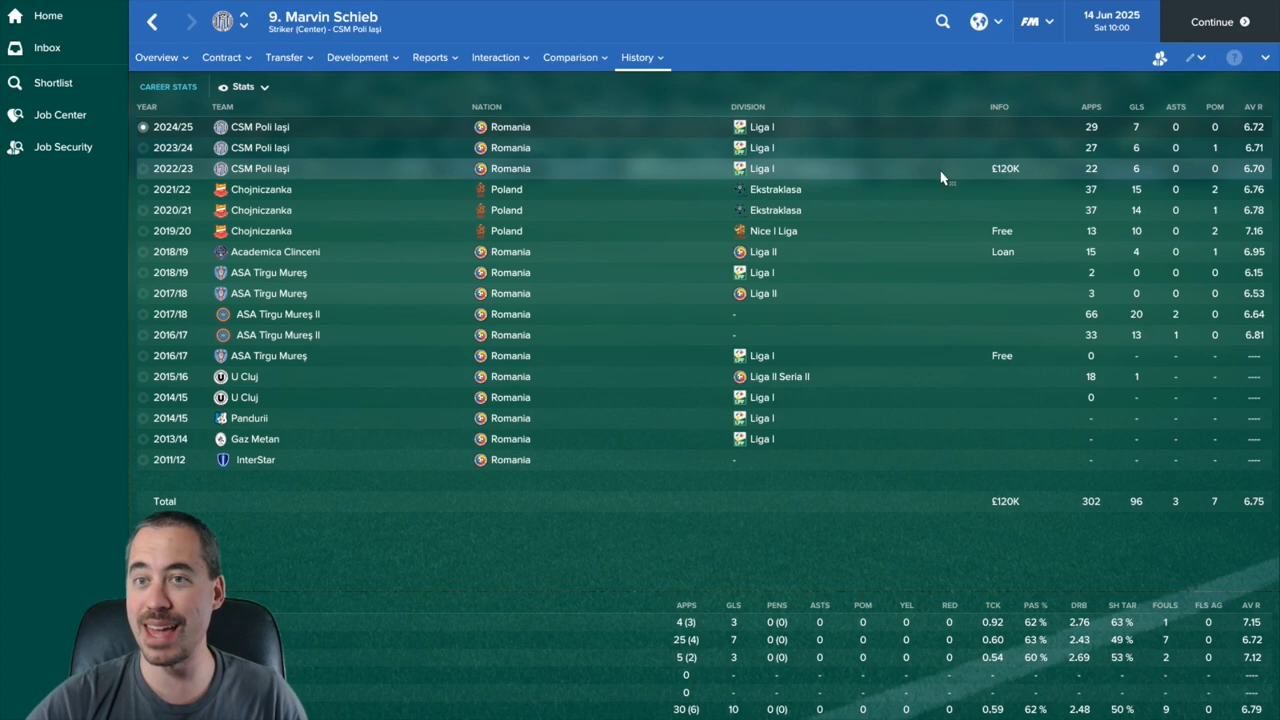 Home
Inbox
Shortlist
Job Center
Job Security
9. Marvin Schieb
Striker (Center) - CSM Poli Iaşi
FM
14 Jun 2025
Sat 10:00
Continue
Overview Contract Transfer Development Reports Interaction Comparison History
CAREER STATS Stats
YEAR TEAM NATION DIVISION INFO APPS GLS ASTS POM AV R
2024/25 CSM Poli Iaşi Romania Liga I 29 7 0 0 6.72
2023/24 CSM Poli Iaşi Romania Liga I 27 6 0 1 6.71
2022/23 CSM Poli Iaşi Romania Liga I £120K 22 6 0 0 6.70
2021/22 Chojniczanka Poland Ekstraklasa 37 15 0 2 6.76
2020/21 Chojniczanka Poland Ekstraklasa 37 14 0 1 6.78
2019/20 Chojniczanka Poland Nice I Liga Free 13 10 0 2 7.16
2018/19 Academica Clinceni Romania Liga II Loan 15 4 0 1 6.95
2018/19 ASA Tîrgu Mureş Romania Liga I 2 0 0 0 6.15
2017/18 ASA Tîrgu Mureş Romania Liga II 3 0 0 0 6.53
2017/18 ASA Tîrgu Mureş II Romania - 66 20 2 0 6.64
2016/17 ASA Tîrgu Mureş II Romania - 33 13 1 0 6.81
2016/17 ASA Tîrgu Mureş Romania Liga I Free 0 - - - ----
2015/16 U Cluj Romania Liga II Seria II 18 1 - - ----
2014/15 U Cluj Romania Liga I 0 - - - ----
2014/15 Pandurii Romania Liga I - - - - ----
2013/14 Gaz Metan Romania Liga I - - - - ----
2011/12 InterStar Romania - - - - - ----
Total £120K 302 96 3 7 6.75
APPS GLS PENS ASTS POM YEL RED TCK PAS % DRB SH TAR FOULS FLS AG AV R
4 (3) 3 0 (0) 0 0 0 0 0.92 62 % 2.76 63 % 1 0 7.15
25 (4) 7 0 (0) 0 0 0 0 0.60 63 % 2.43 49 % 7 0 6.72
5 (2) 3 0 (0) 0 0 0 0 0.54 60 % 2.69 53 % 2 0 7.12
0 - - - - - - - - - - - - ----
0 - - - - - - - - - - - - ----
30 (6) 10 0 (0) 0 0 0 0 0.59 62 % 2.48 50 % 9 0 6.79